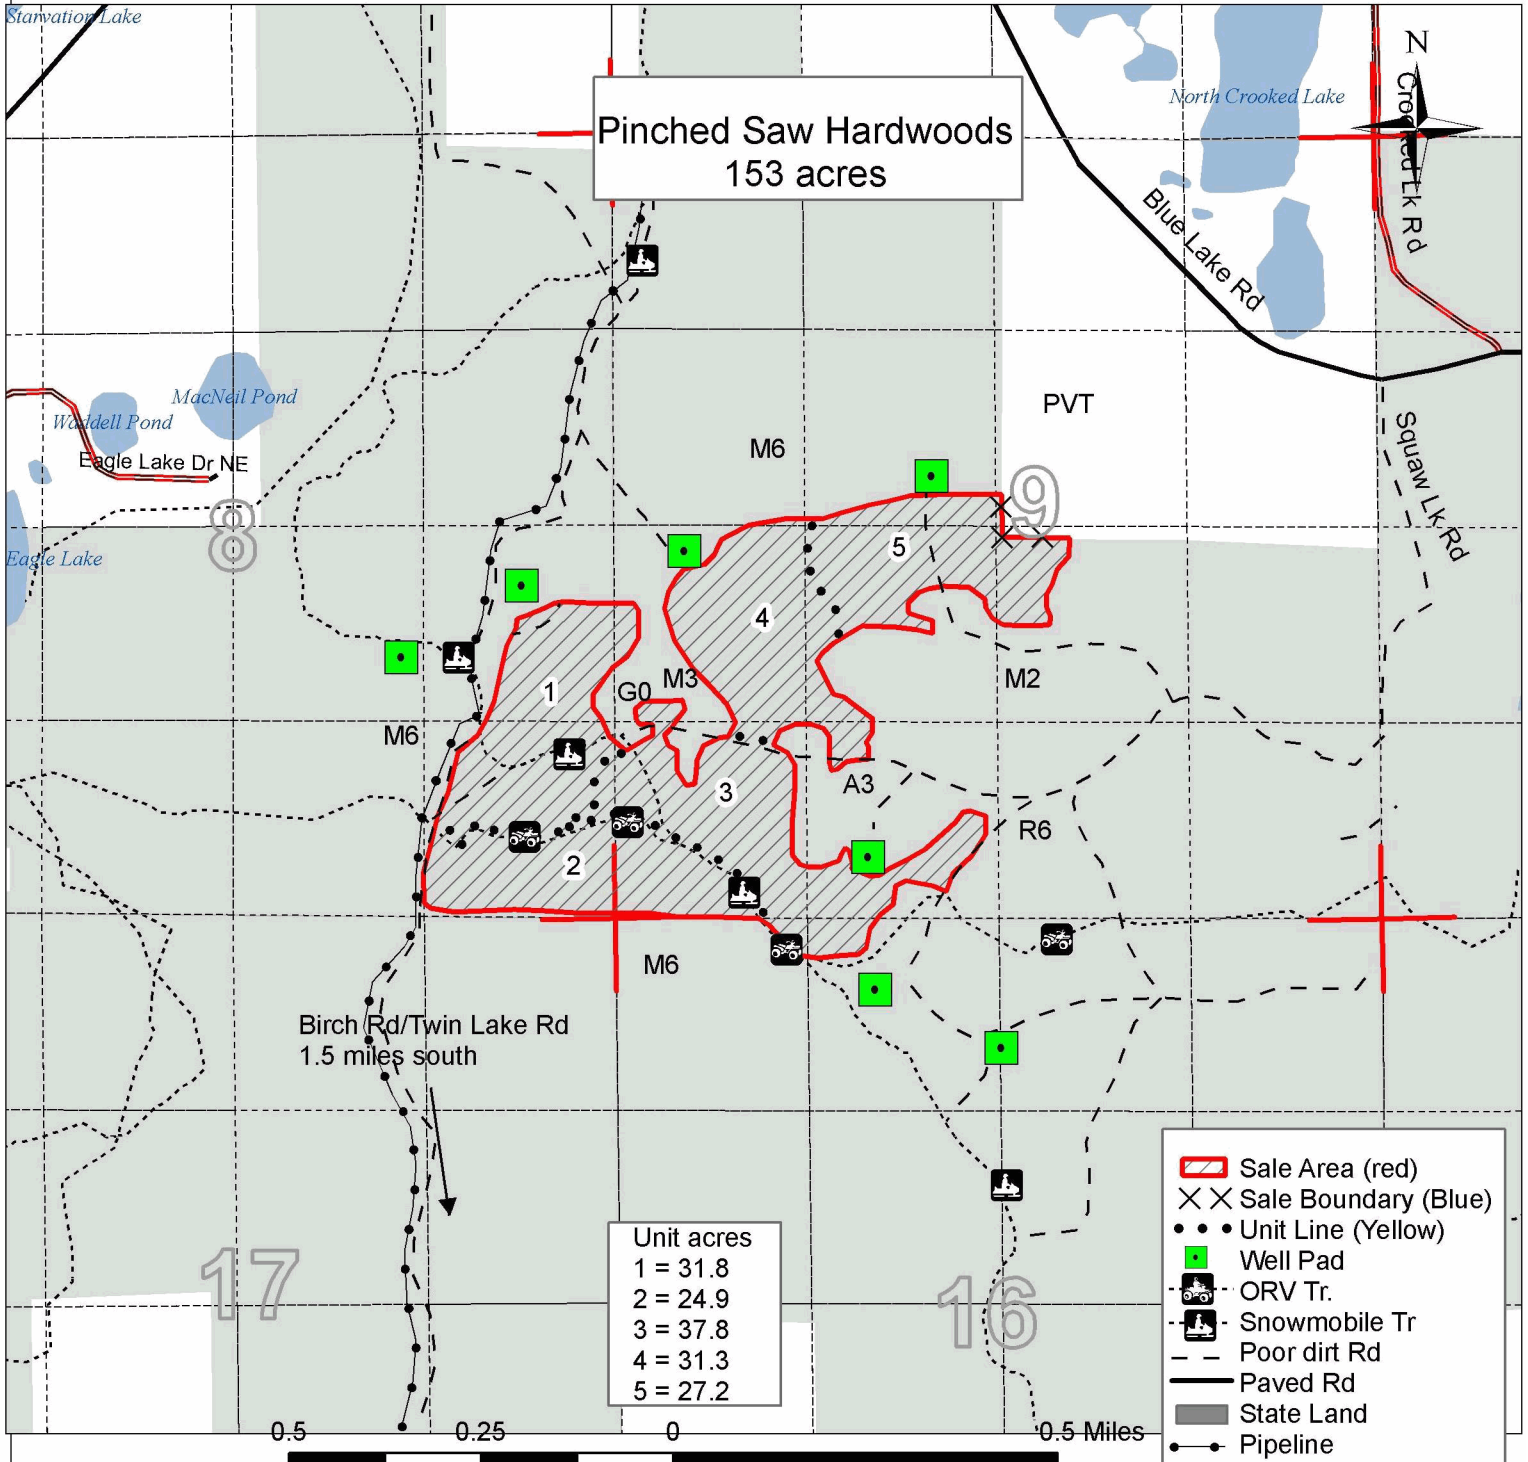 Starvation Lake
N
North Crooked Lake
Crooked Lk Rd
Pinched Saw Hardwoods
153 acres
Blue Lake Rd
MacNeil Pond
Waddell Pond
Eagle Lake Dr NE
PVT
M6
Squaw Lk Rd
8
9
Eagle Lake
5
4
1
G0
M3
M2
M6
A3
3
R6
2
M6
Birch Rd/Twin Lake Rd
1.5 miles south
17
16
Unit acres
1 = 31.8
2 = 24.9
3 = 37.8
4 = 31.3
5 = 27.2
Sale Area (red)
Sale Boundary (Blue)
Unit Line (Yellow)
Well Pad
ORV Tr.
Snowmobile Tr
Poor dirt Rd
Paved Rd
State Land
Pipeline
0.5 0.25 0 0.5 Miles